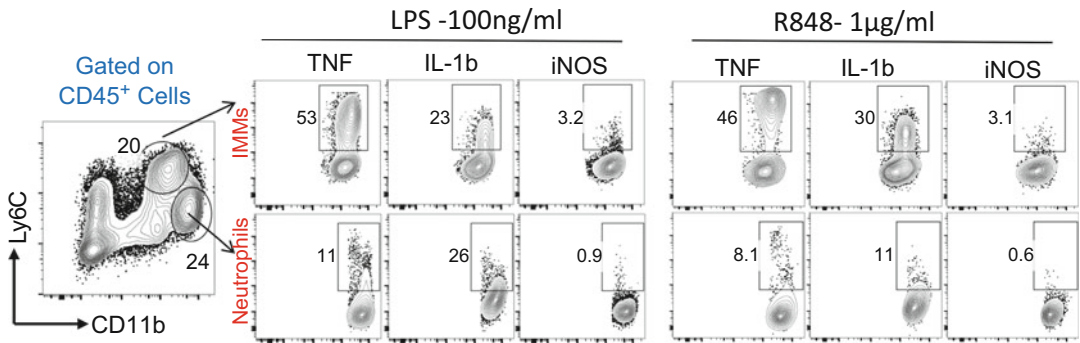 LPS -100ng/ml
R848- 1µg/ml
Gated on
CD45+ Cells
TNF
IL-1b
iNOS
TNF
IL-1b
iNOS
20
24
Ly6C
CD11b
IMMs
53
23
3.2
46
30
3.1
Neutrophils
11
26
0.9
8.1
11
0.6